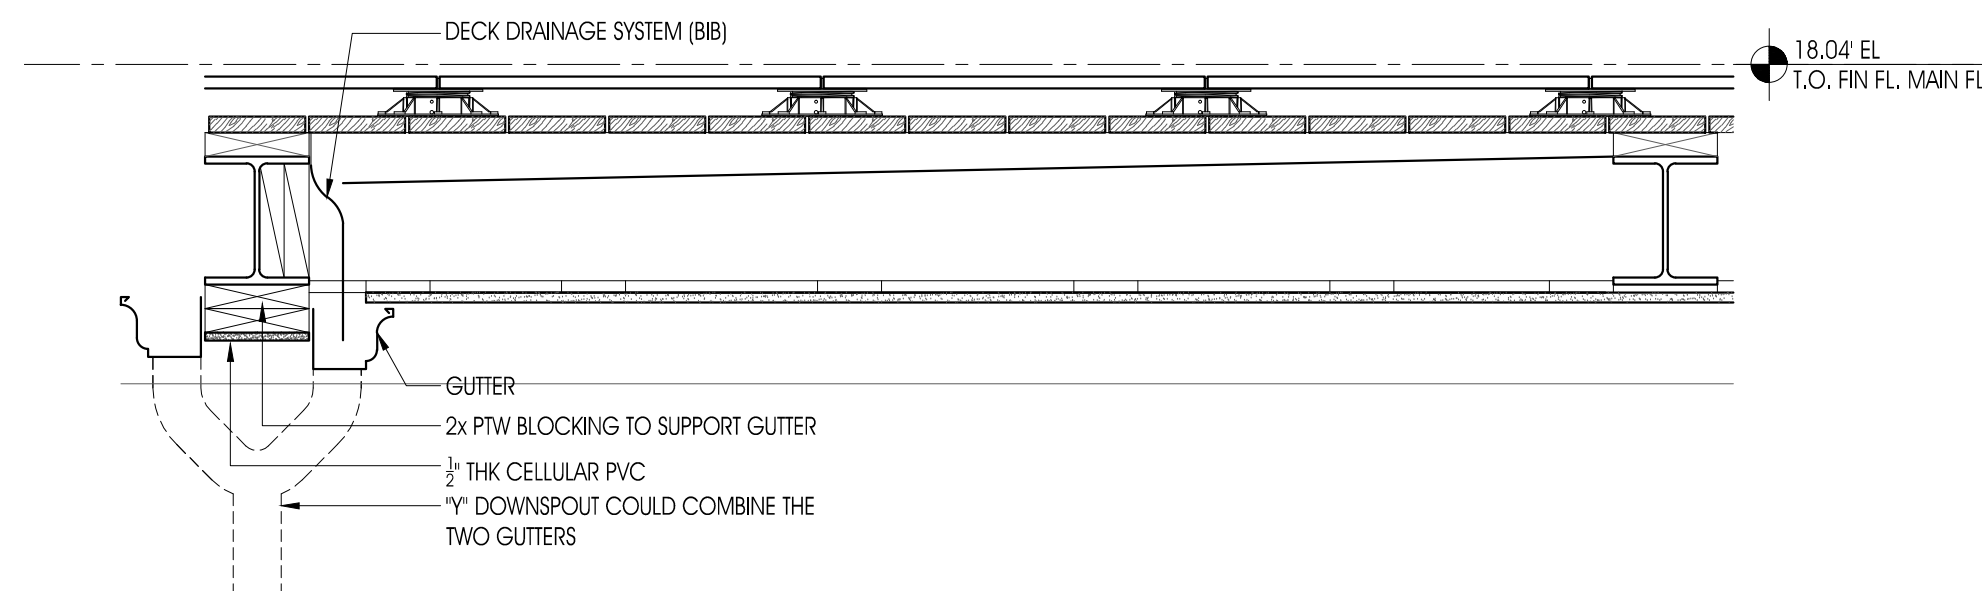 DECK DRAINAGE SYSTEM (BIB)
18.04' EL
T.O. FIN FL. MAIN FL
GUTTER
2x PTW BLOCKING TO SUPPORT GUTTER
1/2" THK CELLULAR PVC
"Y" DOWNSPOUT COULD COMBINE THE
TWO GUTTERS